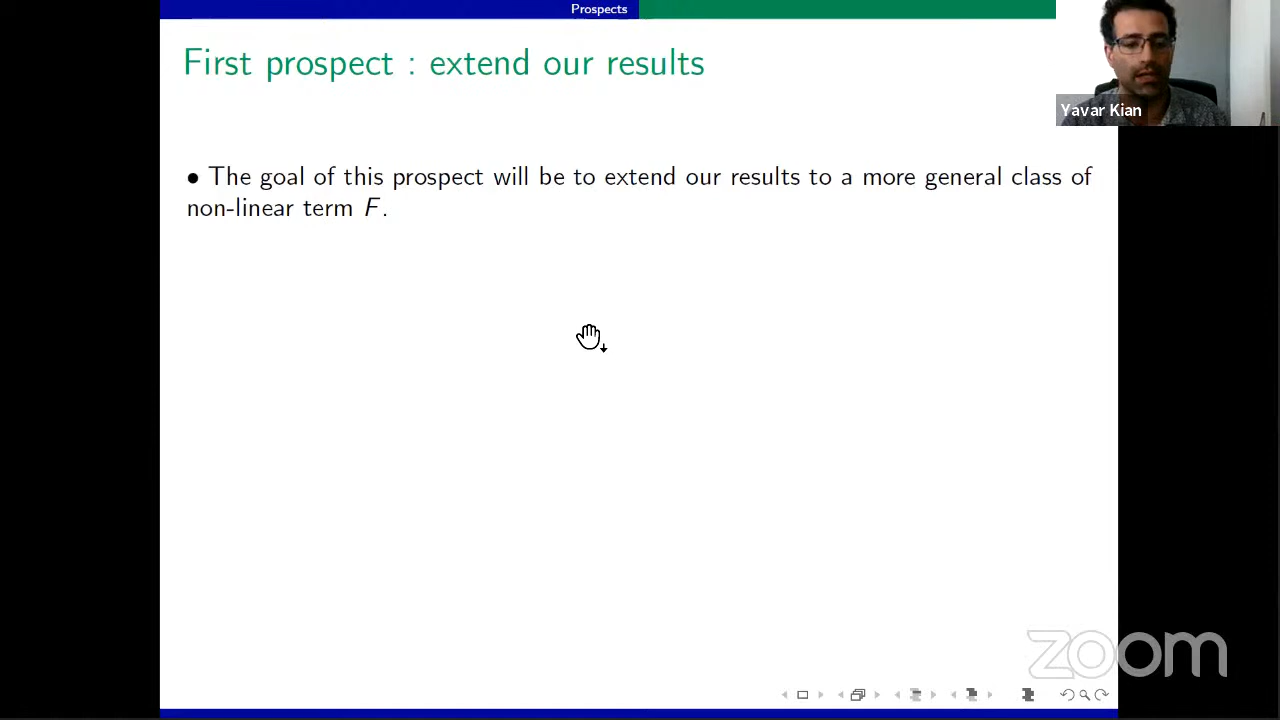 Prospects
First prospect : extend our results
Yavar Kian
• The goal of this prospect will be to extend our results to a more general class of
non-linear term F.
zoom